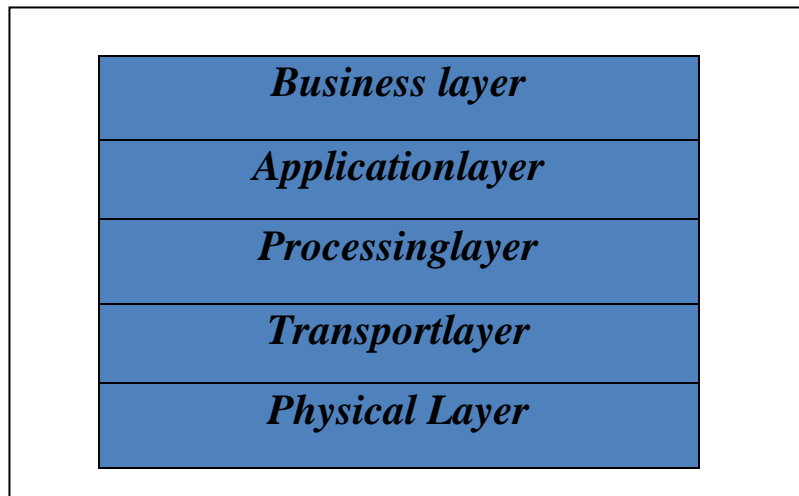 Business layer
Applicationlayer
Processinglayer
Transportlayer
Physical Layer